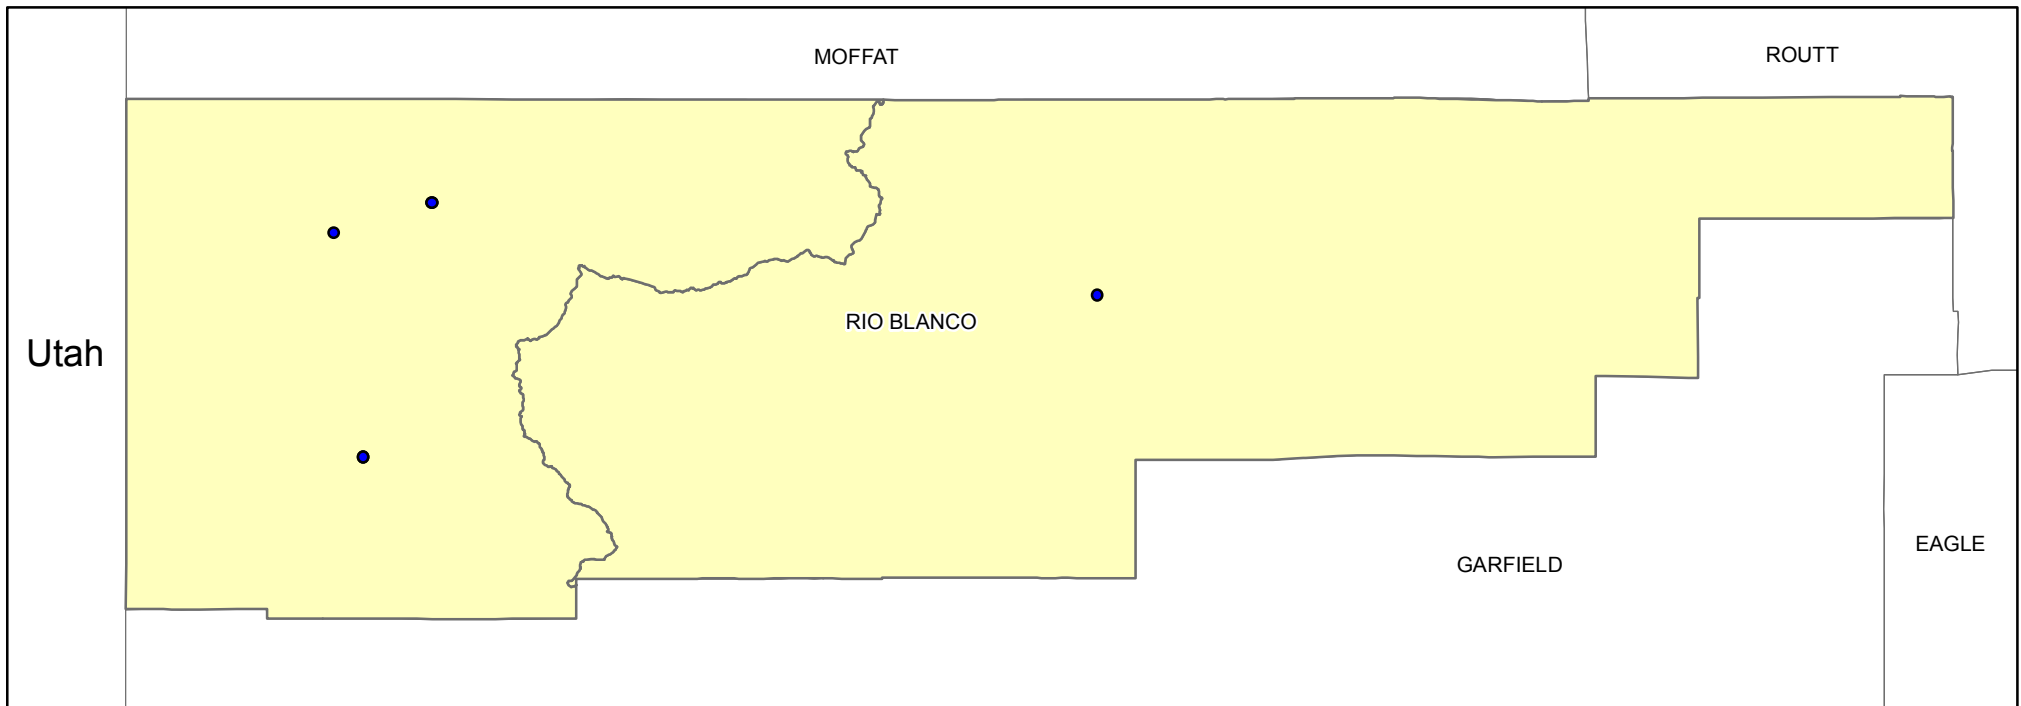 MOFFAT
ROUTT
RIO BLANCO
Utah
EAGLE
GARFIELD